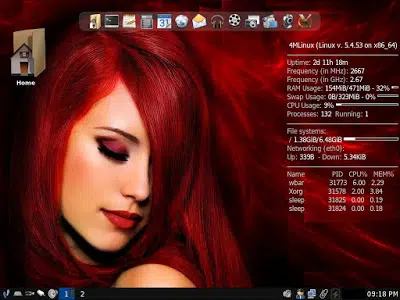 31
4MLinux (Linux v. 5.4.53 on x86_64)
Home
Uptime: 2d 11h 18m
Frequency (in MHz): 2667
Frequency (in GHz): 2.67
RAM Usage: 154MiB/471MiB - 32%
Swap Usage: 0B/323MiB - 0%
CPU Usage: 9%
Processes: 132 Running: 1
File systems:
/ 1.38GiB/6.48GiB
Networking (eth0):
Up: 339B - Down: 5.34KiB
Name PID CPU% MEM%
wbar 31773 6.00 2.29
Xorg 31578 2.00 3.84
sleep 31825 0.00 0.19
sleep 31824 0.00 0.18
1 2 09:18 PM